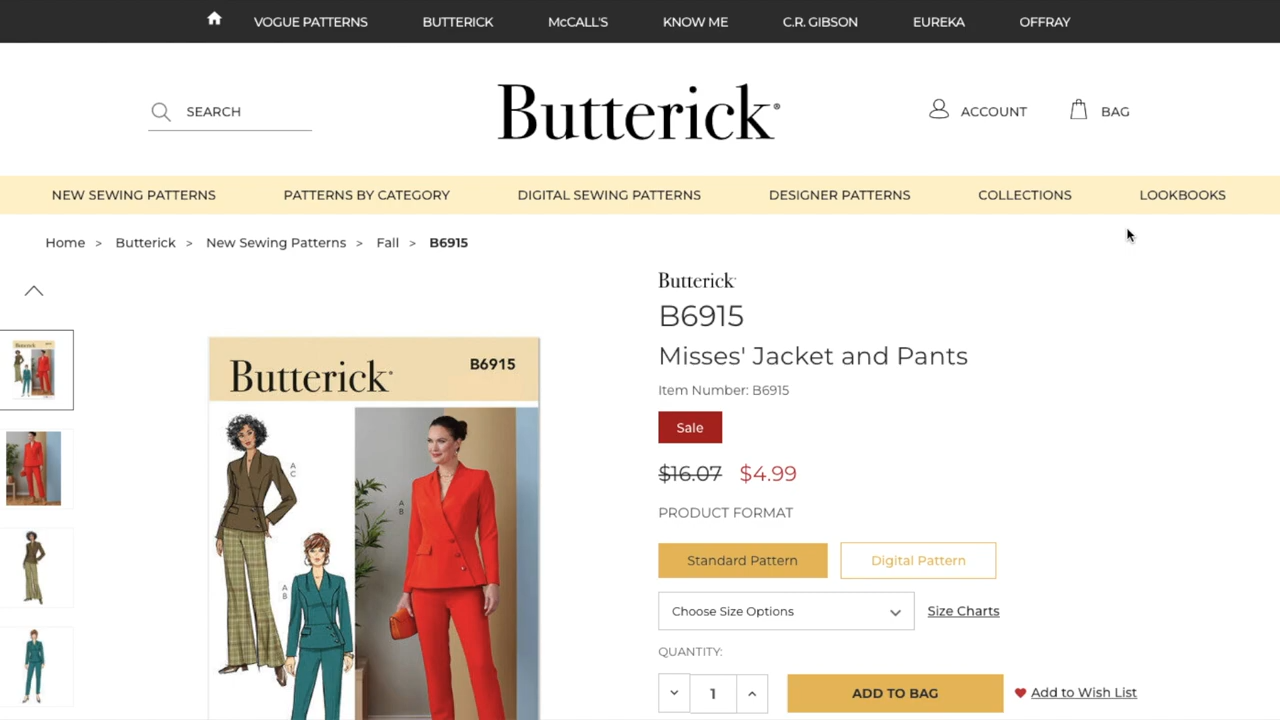 VOGUE PATTERNS BUTTERICK McCALL'S KNOW ME C.R. GIBSON EUREKA OFFRAY
SEARCH
Butterick®
ACCOUNT BAG
NEW SEWING PATTERNS PATTERNS BY CATEGORY DIGITAL SEWING PATTERNS DESIGNER PATTERNS COLLECTIONS LOOKBOOKS
Home > Butterick > New Sewing Patterns > Fall > B6915
Butterick
B6915
A
C
A
B
A
B
Butterick
B6915
Misses' Jacket and Pants
Item Number: B6915
Sale
$16.07 $4.99
PRODUCT FORMAT
Standard Pattern Digital Pattern
Choose Size Options Size Charts
QUANTITY:
1 ADD TO BAG Add to Wish List